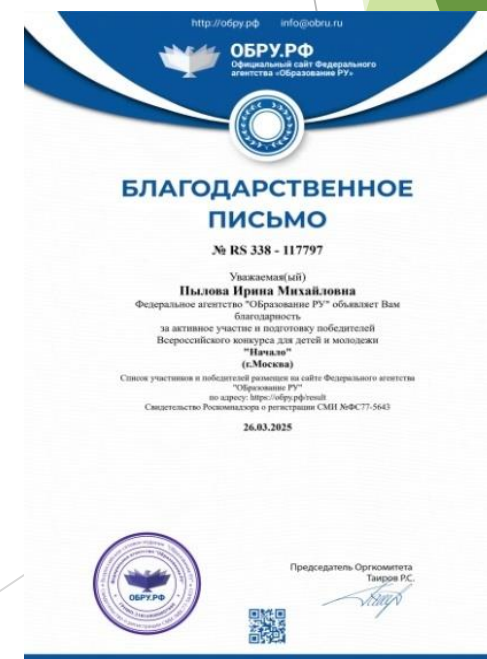 http://обру.рф info@obru.ru
ОБРУ.РФ
Официальный сайт Федерального
агентства «Образование РУ»
БЛАГОДАРСТВЕННОЕ
ПИСЬМО
№ RS 338 - 117797
Уважаемая(ый)
Пылова Ирина Михайловна
Федеральное агентство "ОБразование РУ" объявляет Вам
благодарность
за активное участие и подготовку победителей
Всероссийского конкурса для детей и молодежи
"Начало"
(г.Москва)
Список участников и победителей размещен на сайте Федерального агентства
"ОБразование РУ"
по адресу: https://обру.рф/result
Свидетельство Роскомнадзора о регистрации СМИ №ФС77-5643
26.03.2025
Председатель Оргкомитета
Таиров Р.С.
ОБРУ.РФ